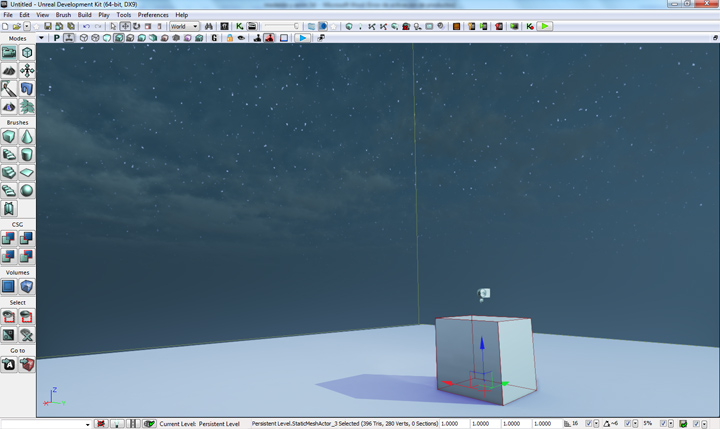 Untitled - Unreal Development Kit (64-bit, DX9)
File Edit View Brush Build Play Tools Preferences Help
World
Modes P G
Brushes
CSG
Volumes
Select
Go to
A
Z
X Y
Current Level: Persistent Level Persistent Level.StaticMeshActor_3 Selected (396 Tris, 280 Verts, 0 Sections) 1.0000 1.0000 1.0000 1.0000 16 ~6 5%